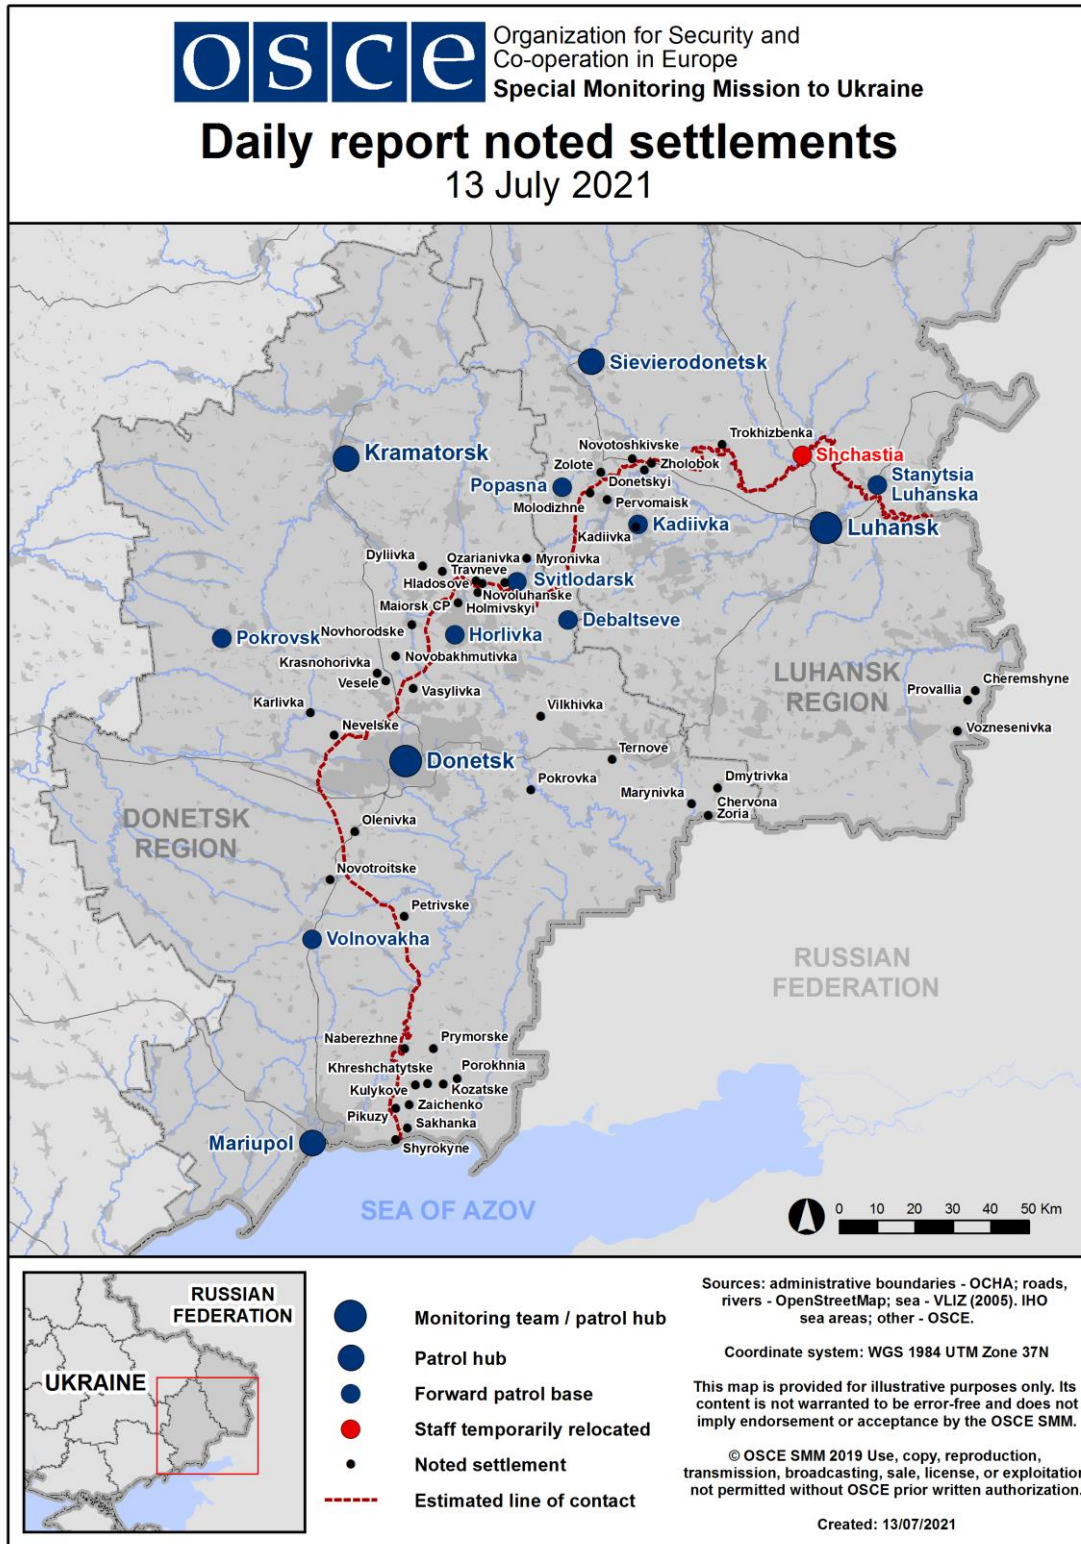 osce
Organization for Security and
Co-operation in Europe
Special Monitoring Mission to Ukraine
Daily report noted settlements
13 July 2021
Sievierodonetsk
Trokhizbenka
Novotoshkivske
Shchastia
Kramatorsk
Zolote
Zholobok
Donetskyi
Stanytsia
Luhanska
Popasna
Molodizhne
Pervomaisk
Kadiivka
Kadiivka
Luhansk
Dyliivka
Ozarianivka
Myronivka
Travneve
Hladosove
Svitlodarsk
Novoluhanske
Maiorsk CP
Holmivskyi
Debaltseve
Novhorodske
Horlivka
Pokrovsk
Novobakhmutivka
Krasnohorivka
Vesele
Vasylivka
LUHANSK
REGION
Cheremshyne
Provallia
Karlivka
Vilkhivka
Nevelske
Voznesenivka
Donetsk
Ternove
Pokrovka
Dmytrivka
Marynivka
Chervona
Zoria
DONETSK
REGION
Olenivka
Novotroitske
Petrivske
Volnovakha
RUSSIAN
FEDERATION
Naberezhne
Prymorske
Khreshchatytske
Porokhnia
Kulykove
Kozatske
Zaichenko
Pikuzy
Sakhanka
Mariupol
Shyrokyne
SEA OF AZOV
0 10 20 30 40 50 Km
RUSSIAN
FEDERATION
UKRAINE
Monitoring team / patrol hub
Patrol hub
Forward patrol base
Staff temporarily relocated
Noted settlement
Estimated line of contact
Sources: administrative boundaries - OCHA; roads,
rivers - OpenStreetMap; sea - VLIZ (2005). IHO
sea areas; other - OSCE.
Coordinate system: WGS 1984 UTM Zone 37N
This map is provided for illustrative purposes only. Its
content is not warranted to be error-free and does not
imply endorsement or acceptance by the OSCE SMM.
© OSCE SMM 2019 Use, copy, reproduction,
transmission, broadcasting, sale, license, or exploitation
not permitted without OSCE prior written authorization.
Created: 13/07/2021